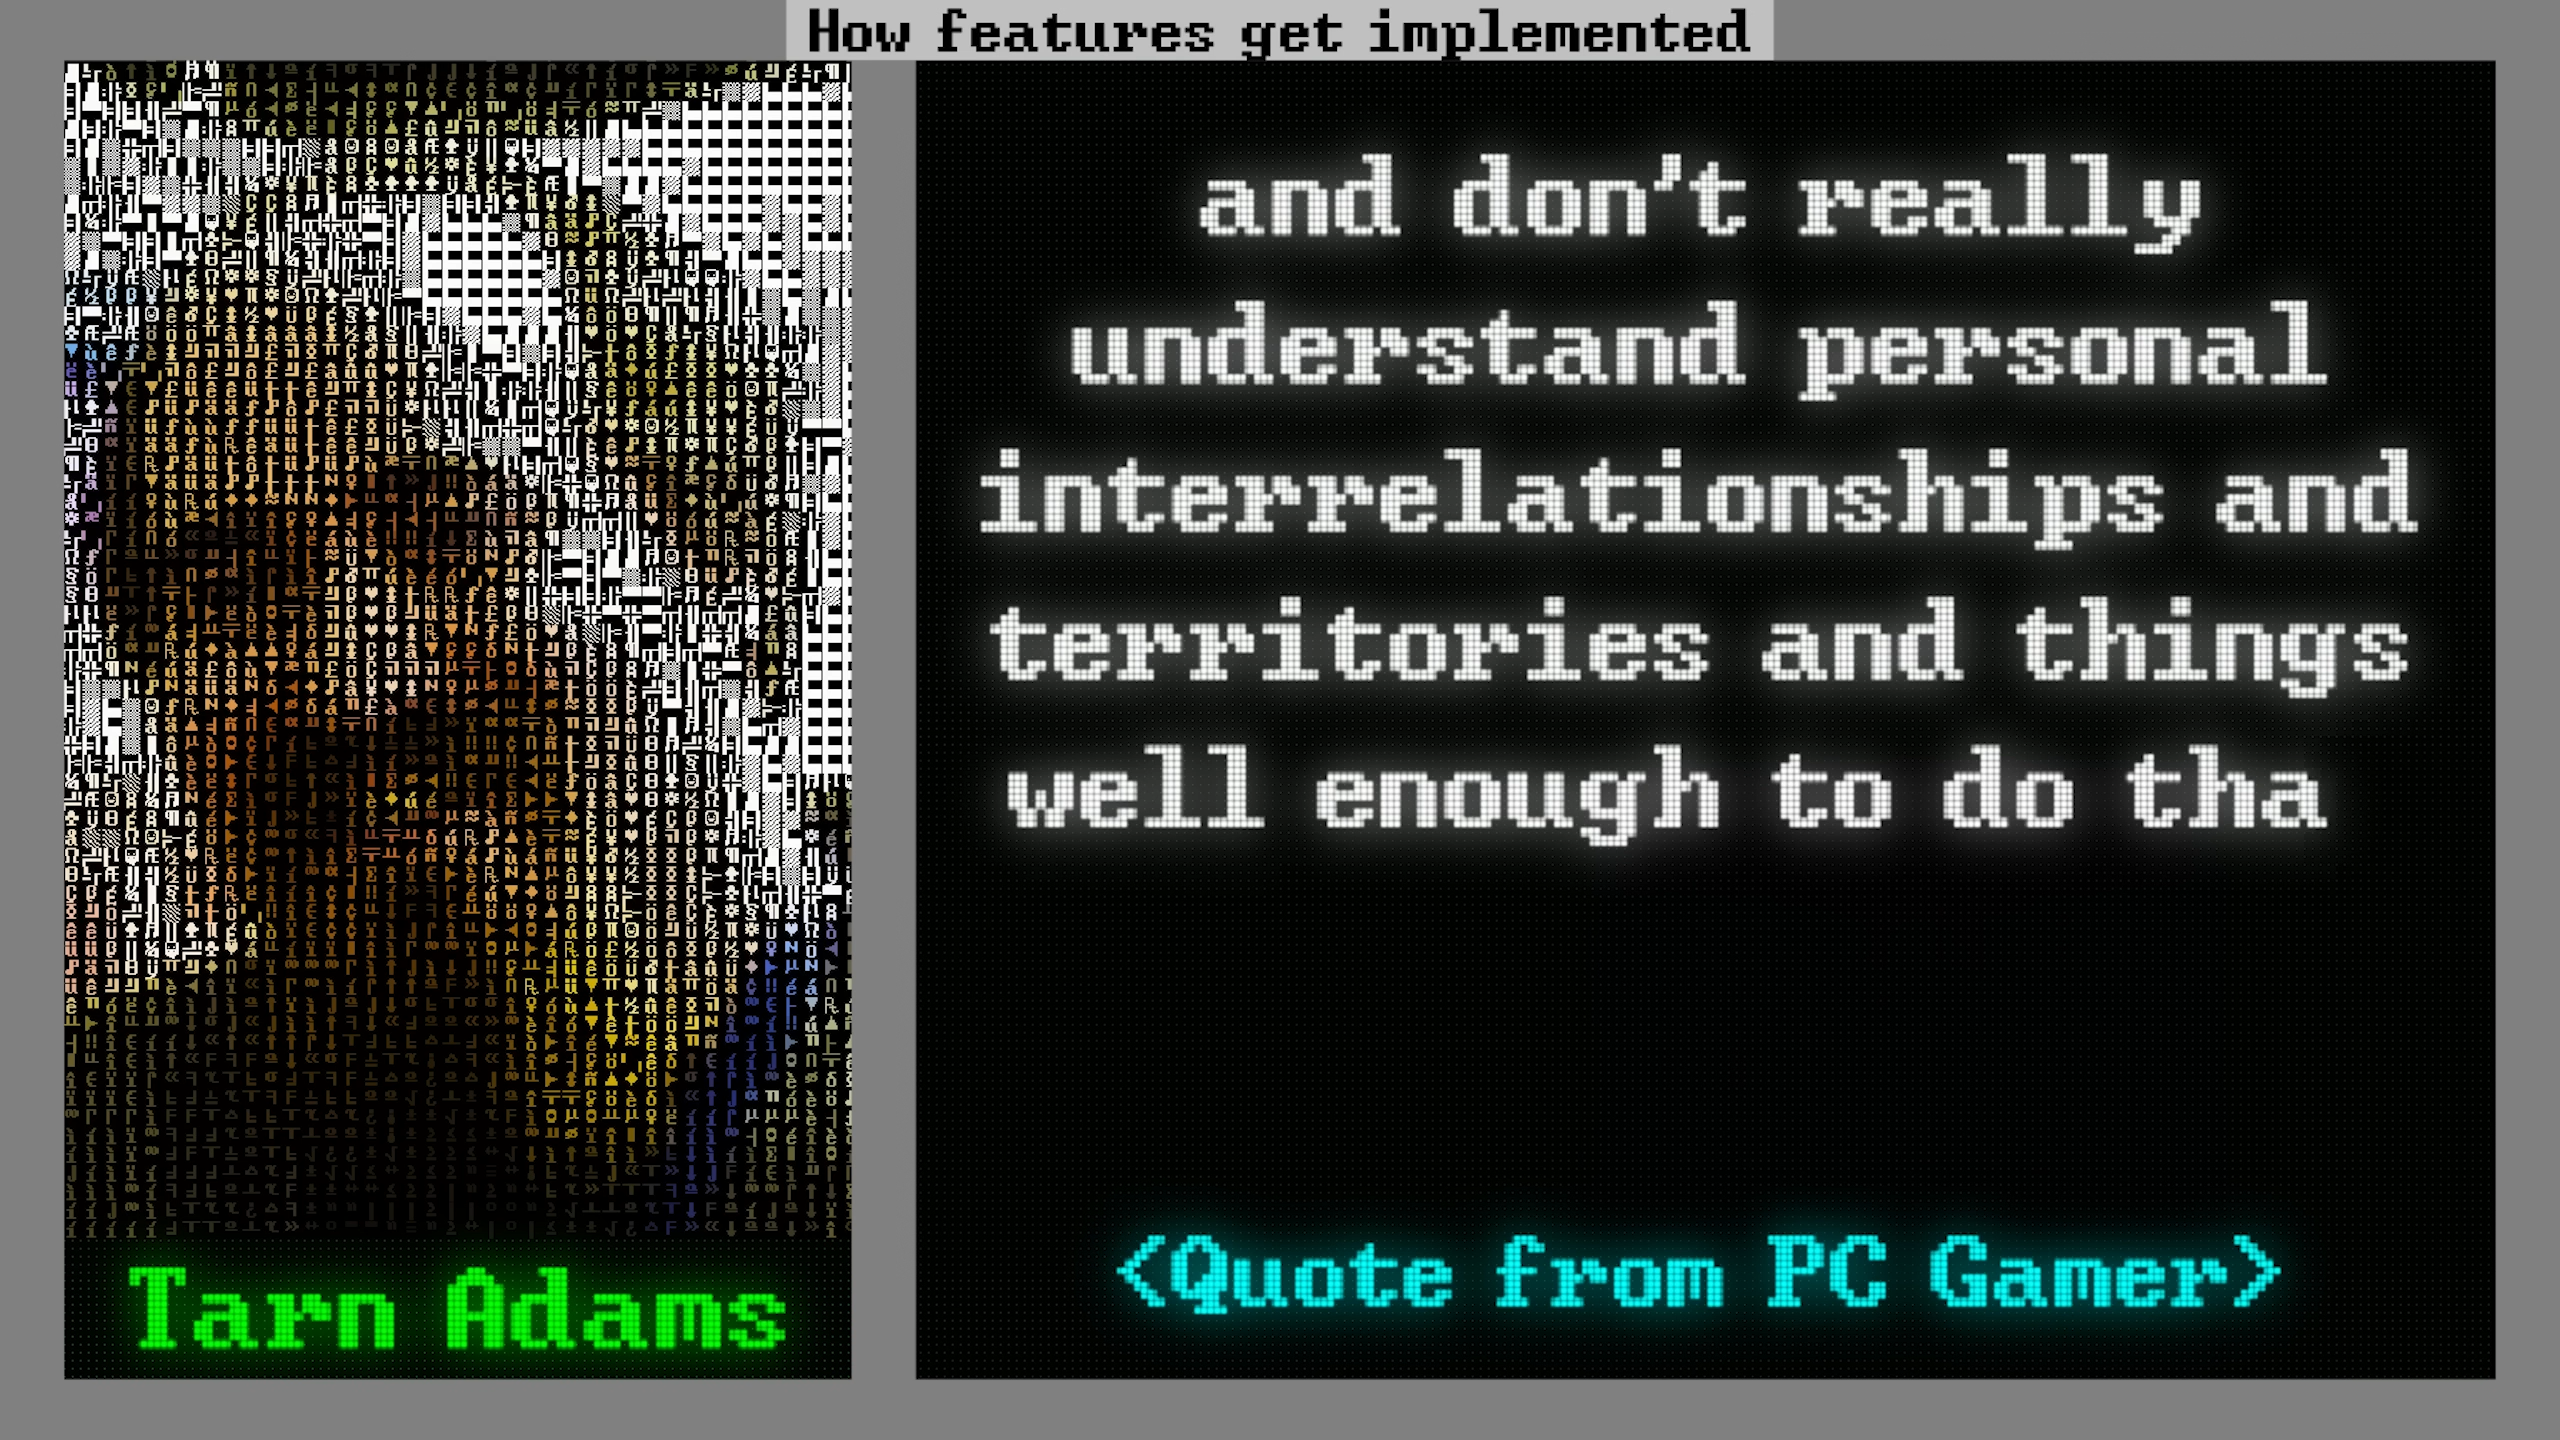 How features get implemented
and don't really
understand personal
interrelationships and
territories and things
well enough to do tha
<Quote from PC Gamer>
Tarn Adams